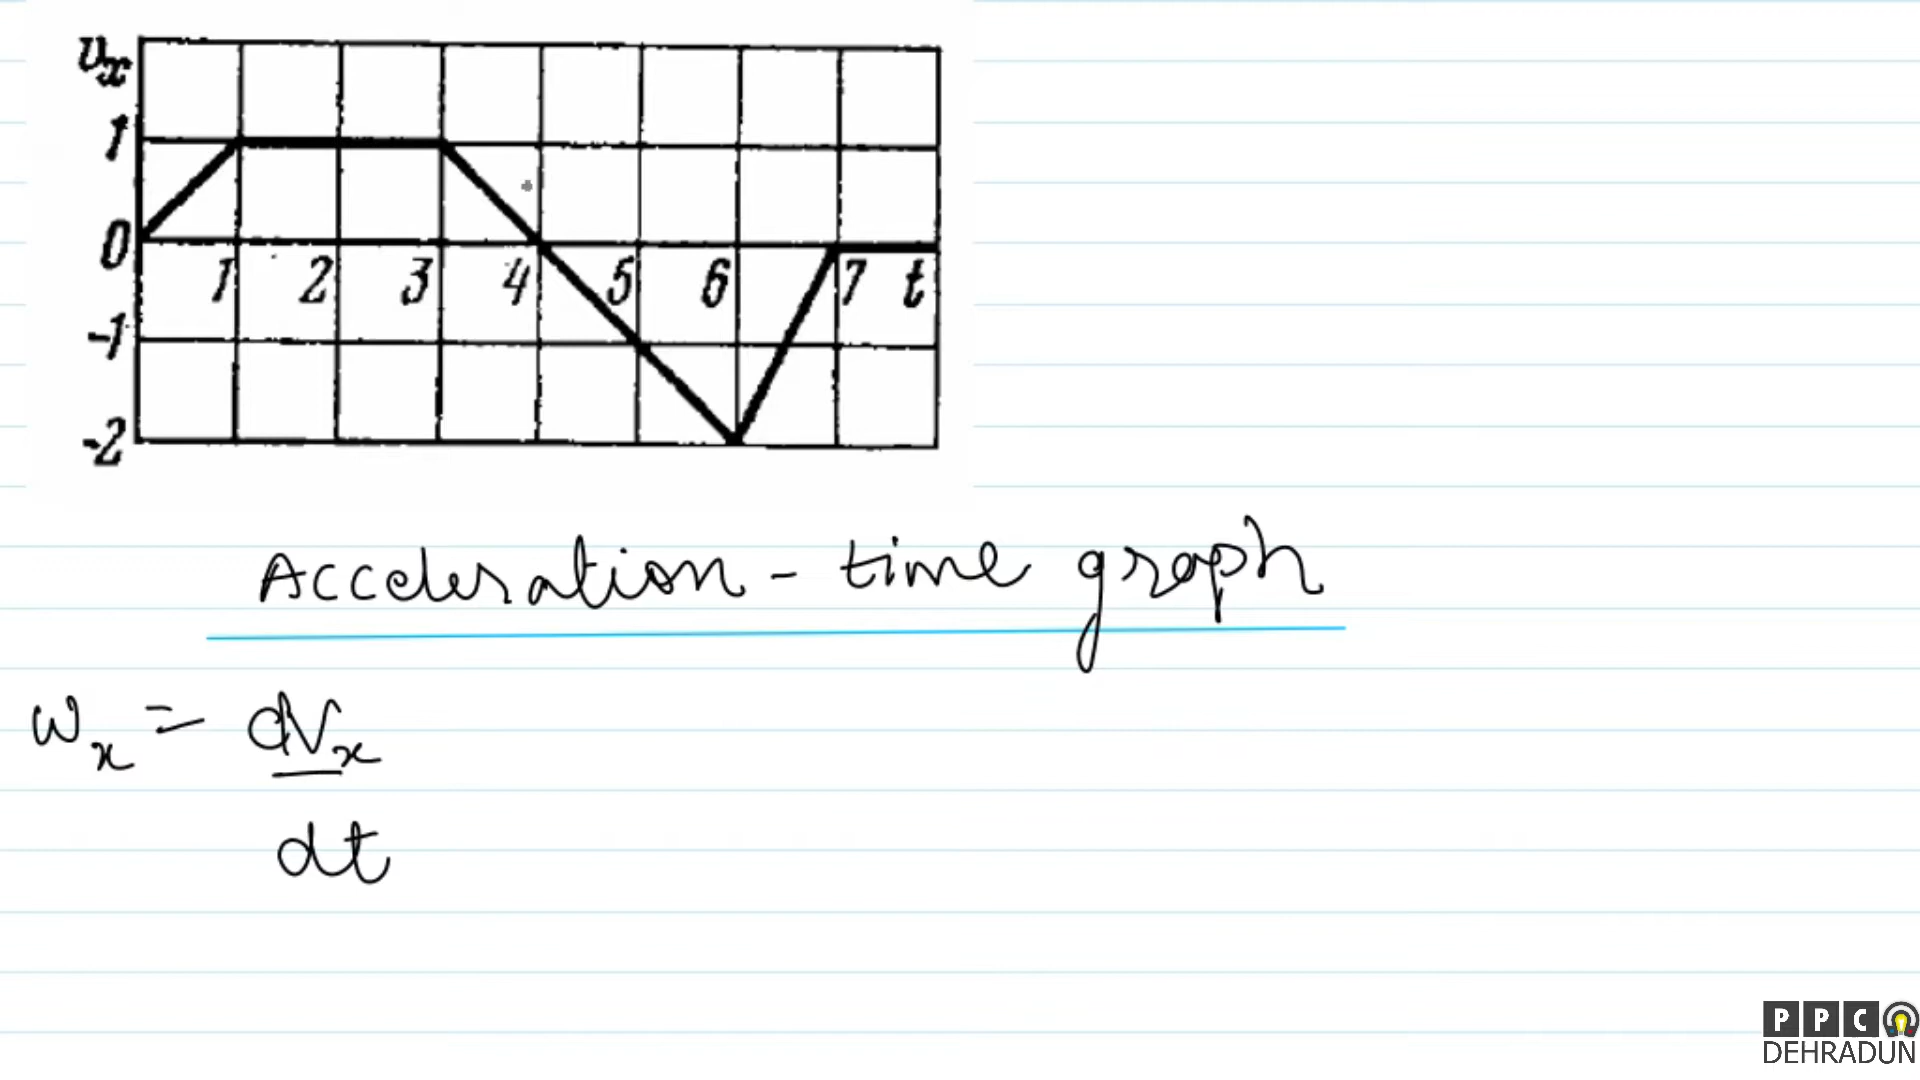 vx
1
0
1 2 3 4 5 6 7 t
-1
-2
Acceleration - time graph
wx = dVx
dt
PPC
DEHRADUN